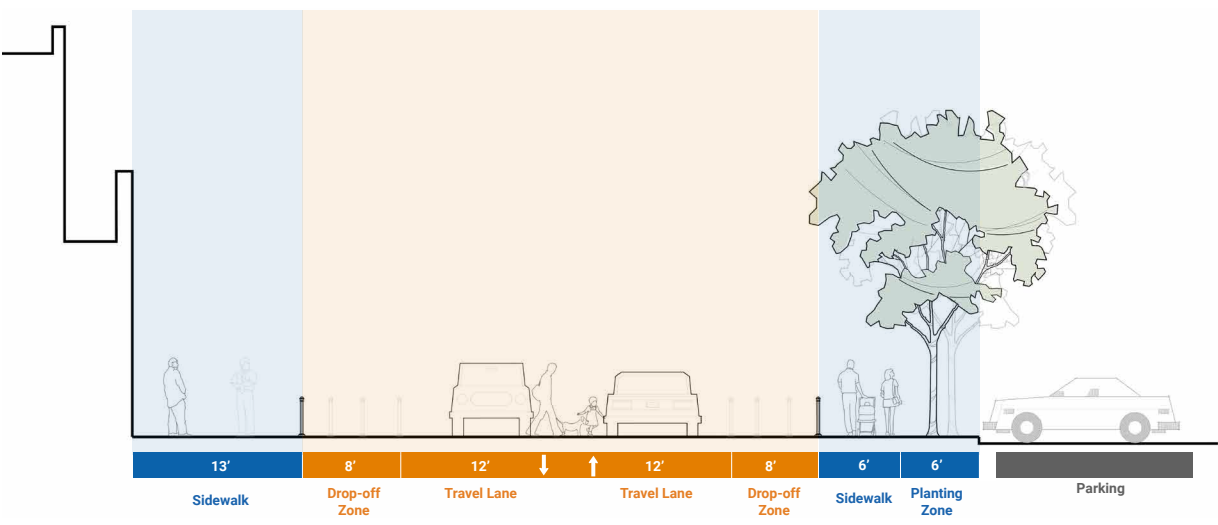 13’ 8’ 12’ 12’ 8’ 6’ 6’
Sidewalk
Drop-off
Zone
Travel Lane
Travel Lane
Drop-off
Zone
Sidewalk
Planting
Zone
Parking